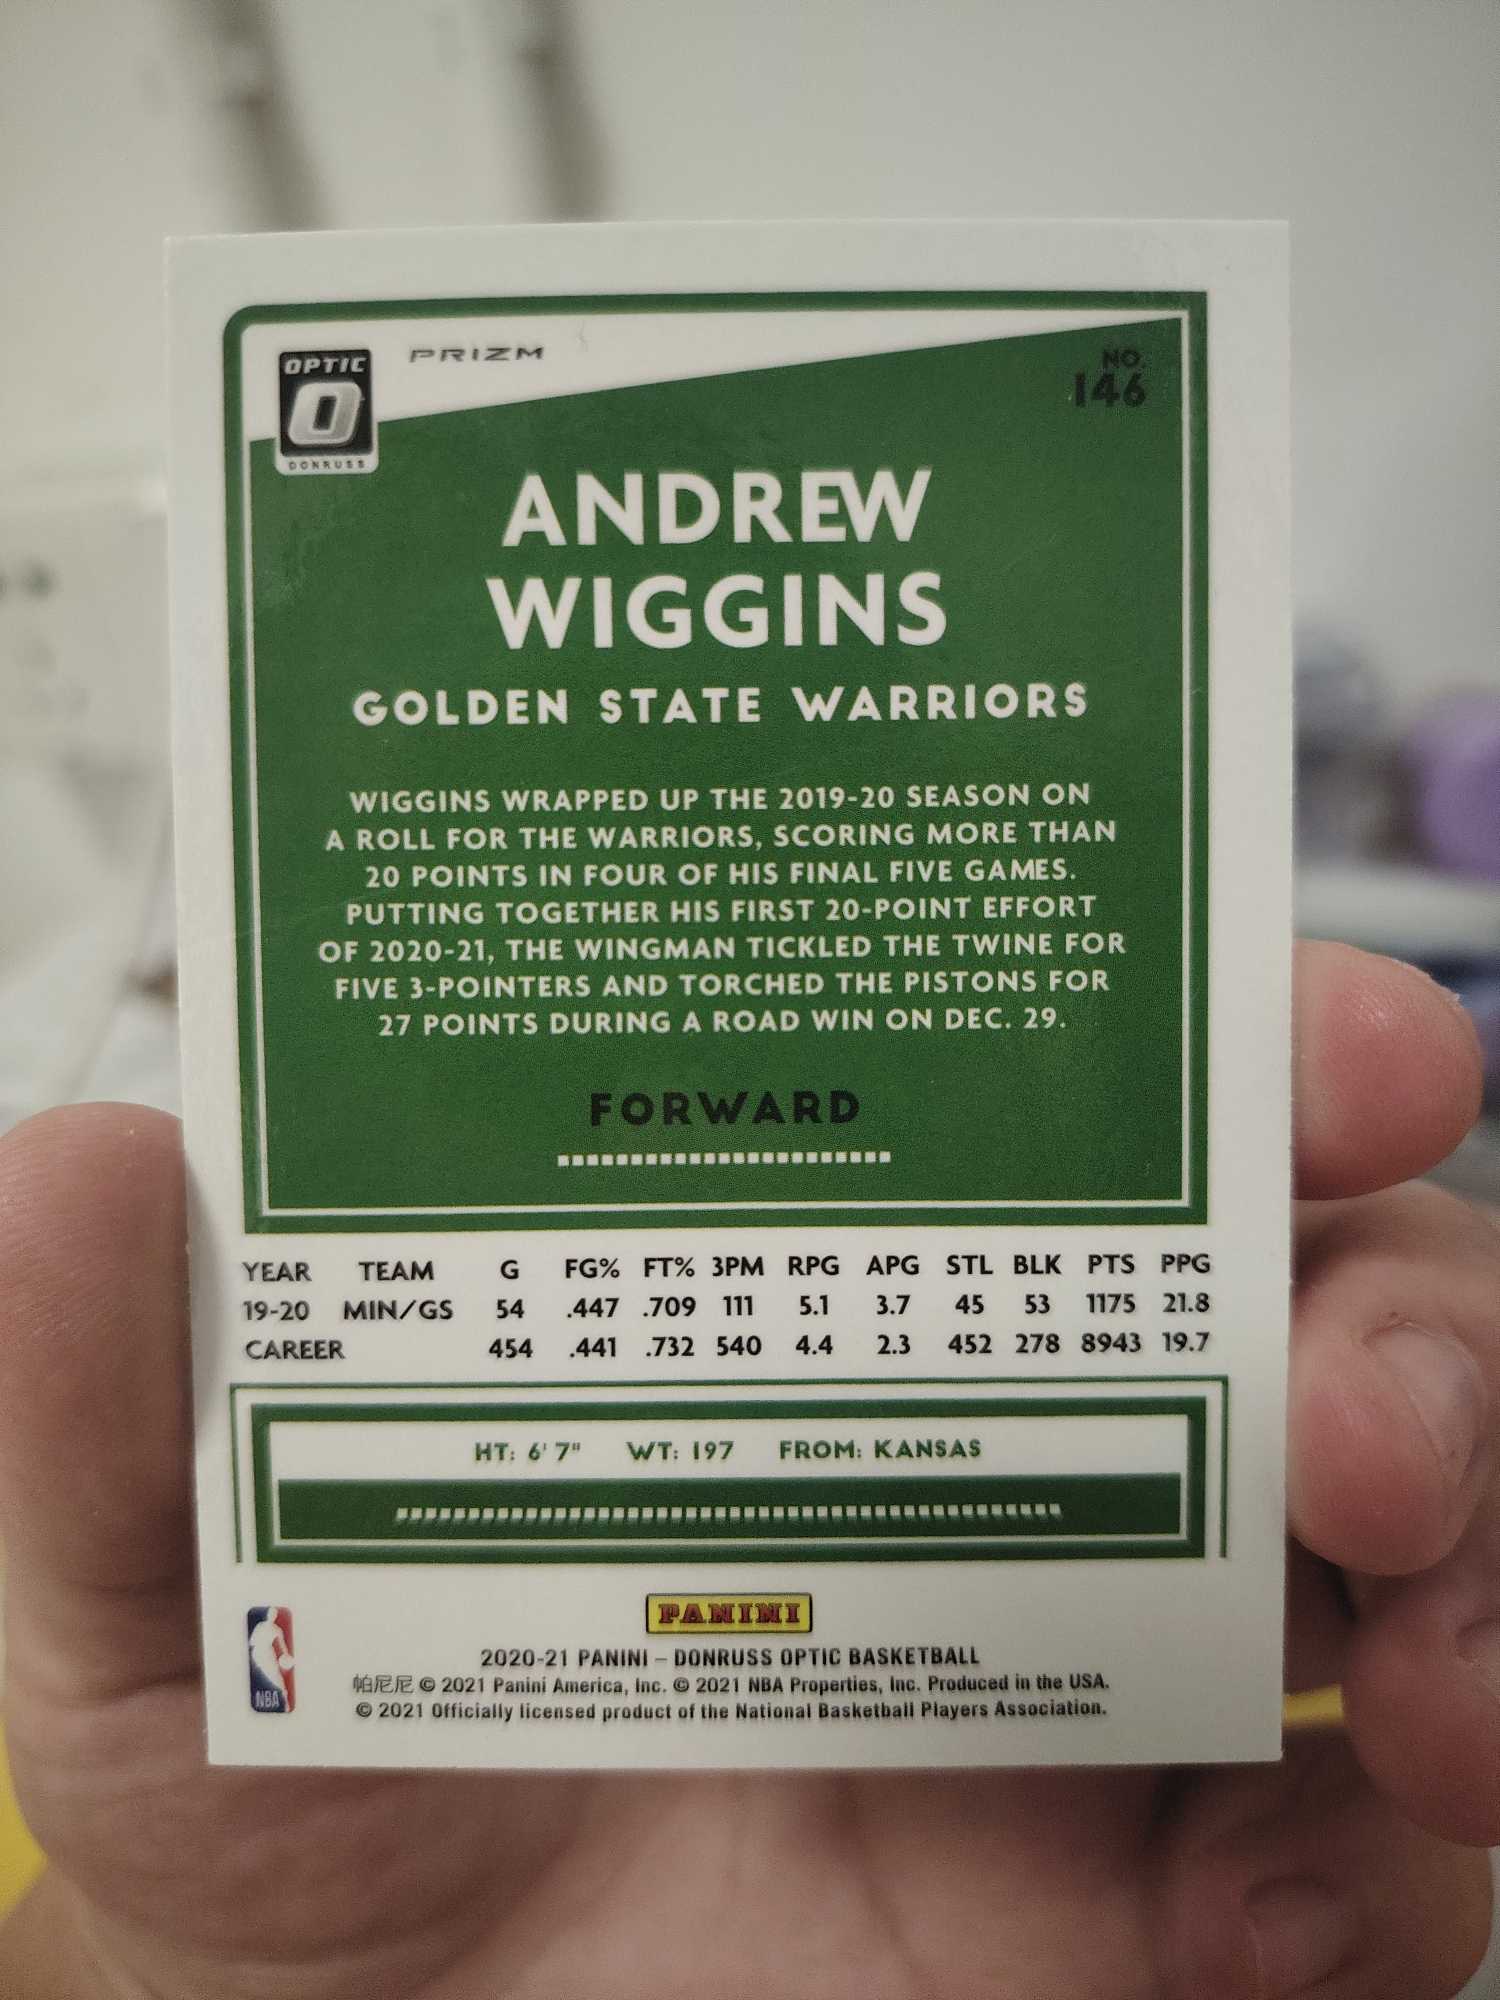 OPTIC
DONRUSS
PRIZM
NO.
146
ANDREW
WIGGINS
GOLDEN STATE WARRIORS
WIGGINS WRAPPED UP THE 2019-20 SEASON ON
A ROLL FOR THE WARRIORS, SCORING MORE THAN
20 POINTS IN FOUR OF HIS FINAL FIVE GAMES.
PUTTING TOGETHER HIS FIRST 20-POINT EFFORT
OF 2020-21, THE WINGMAN TICKLED THE TWINE FOR
FIVE 3-POINTERS AND TORCHED THE PISTONS FOR
27 POINTS DURING A ROAD WIN ON DEC. 29.
FORWARD
YEAR TEAM G FG% FT% 3PM RPG APG STL BLK PTS PPG
19-20 MIN/GS 54 .447 .709 111 5.1 3.7 45 53 1175 21.8
CAREER 454 .441 .732 540 4.4 2.3 452 278 8943 19.7
HT: 6' 7" WT: 197 FROM: KANSAS
PANINI
NBA
2020-21 PANINI – DONRUSS OPTIC BASKETBALL
帕尼尼 © 2021 Panini America, Inc. © 2021 NBA Properties, Inc. Produced in the USA.
© 2021 Officially licensed product of the National Basketball Players Association.